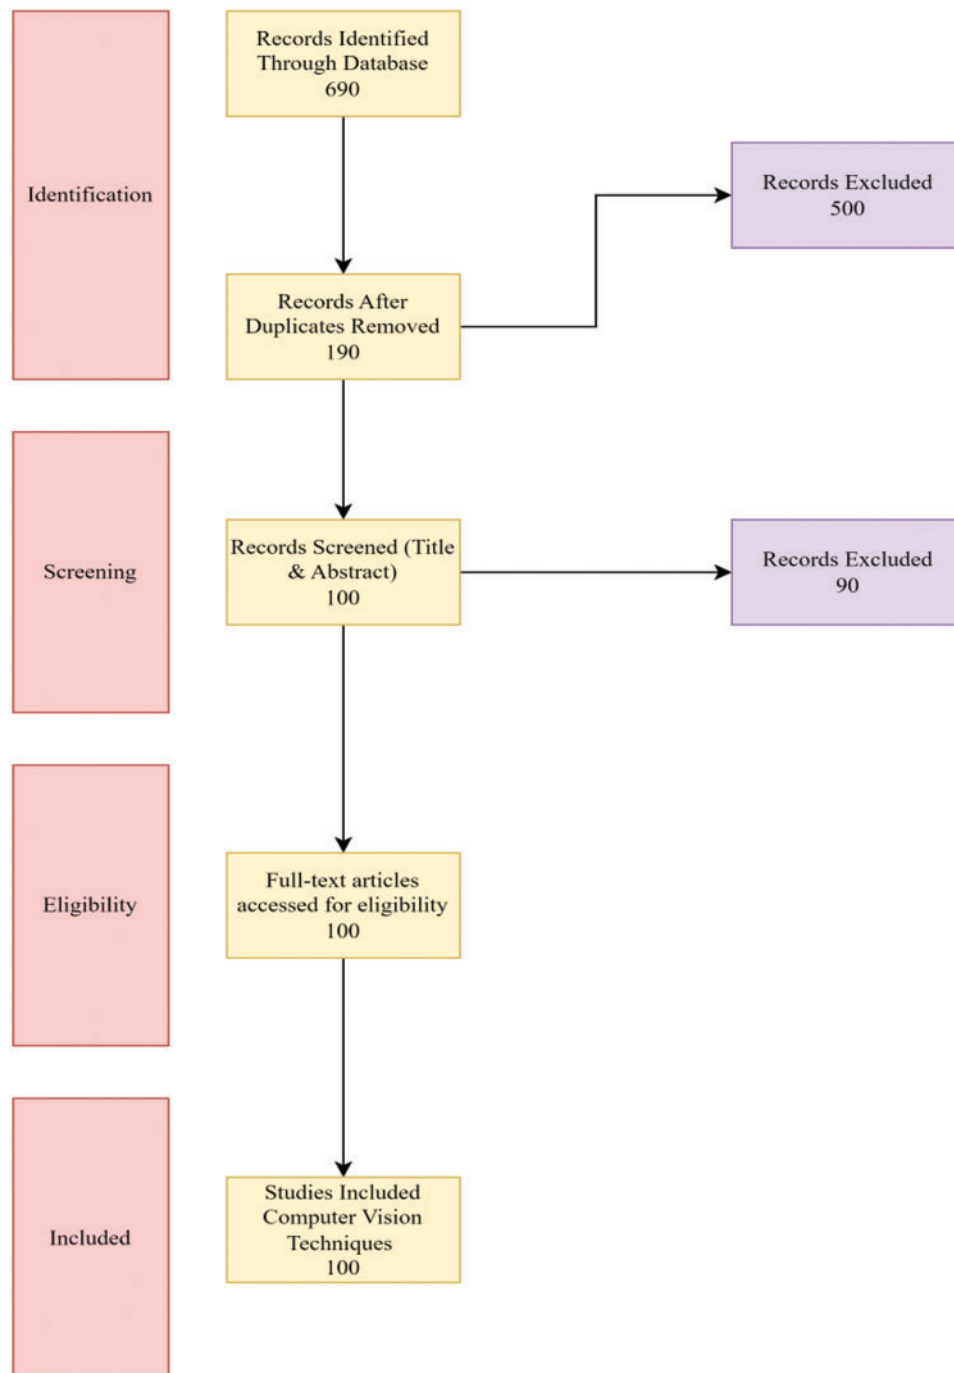 Records Identified
Through Database
690
Identification
Records Excluded
500
Records After
Duplicates Removed
190
Screening
Records Screened (Title
& Abstract)
100
Records Excluded
90
Eligibility
Full-text articles
accessed for eligibility
100
Included
Studies Included
Computer Vision
Techniques
100